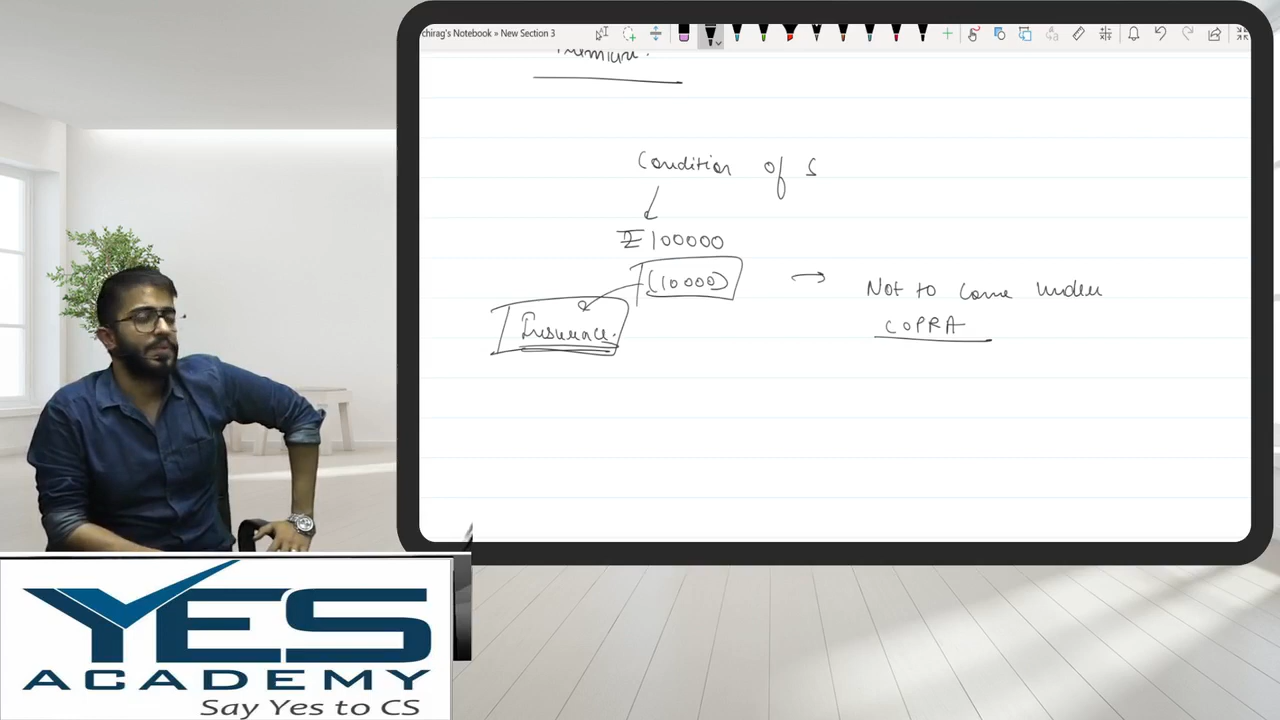 chirag's Notebook » New Section 3
Premium.
Condition of S
₹ 100000
(10000)
Not to come under
COPRA
Insurance.
YES
ACADEMY
Say Yes to CS